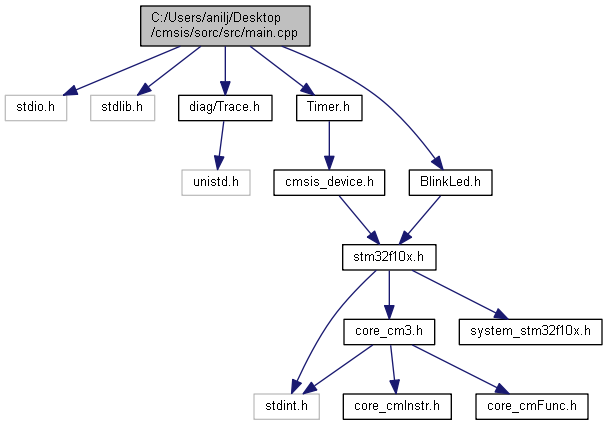 C:/Users/anilj/Desktop
/cmsis/sorc/src/main.cpp
stdio.h
stdlib.h
diag/Trace.h
Timer.h
unistd.h
cmsis_device.h
BlinkLed.h
stm32f10x.h
core_cm3.h
system_stm32f10x.h
stdint.h
core_cmInstr.h
core_cmFunc.h